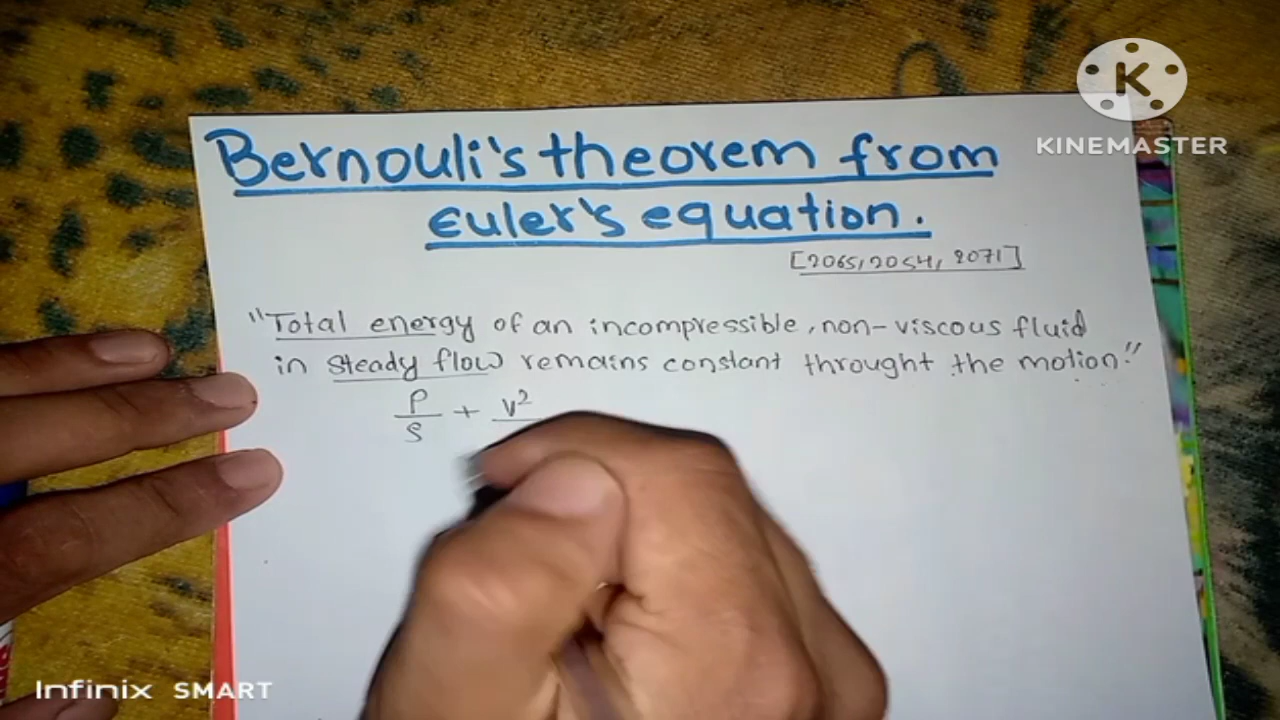 K
KINEMASTER
Bernouli's theorem from
Euler's equation.
[2065, 2054, 2071]
"Total energy of an incompressible, non-viscous fluid
in steady flow remains constant throught the motion."
P/ρ + v²
Infinix SMART